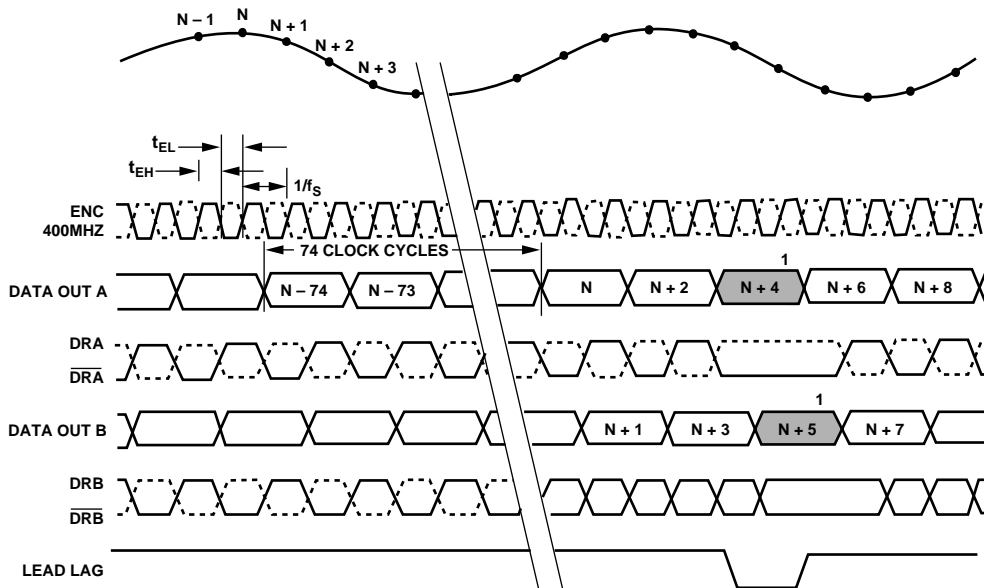 N – 1
N
N + 1
N + 2
N + 3
tEL
tEH
1/fS
ENC
400MHZ
74 CLOCK CYCLES
1
DATA OUT A
N – 74
N – 73
N
N + 2
N + 4
N + 6
N + 8
DRA
DRA
1
DATA OUT B
N + 1
N + 3
N + 5
N + 7
DRB
DRB
LEAD LAG